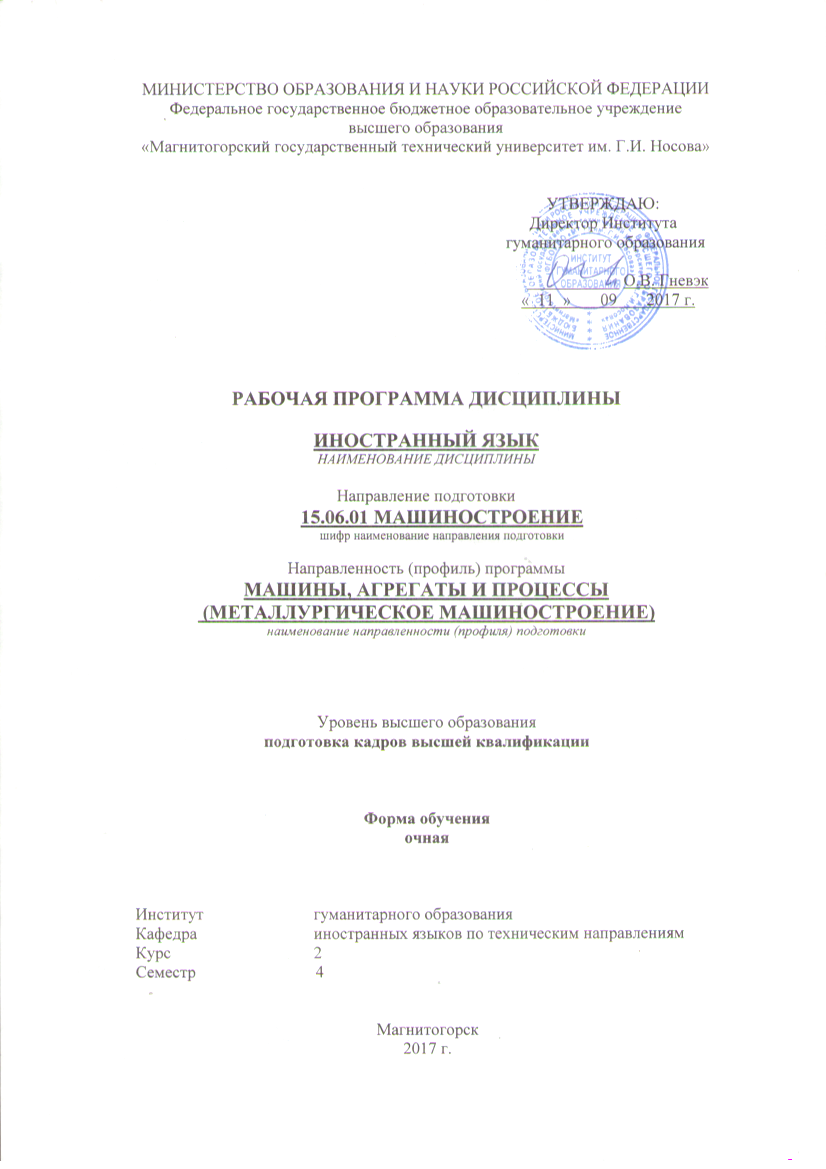 МИНИСТЕРСТВО ОБРАЗОВАНИЯ И НАУКИ РОССИЙСКОЙ ФЕДЕРАЦИИ
Федеральное государственное бюджетное образовательное учреждение
высшего образования
«Магнитогорский государственный технический университет им. Г.И. Носова»
УТВЕРЖДАЮ:
Директор Института
гуманитарного образования
О.В. Гневэк
« 11 » 09 2017 г.
ИНСТИТУТ
ГУМАНИТАРНОГО
ОБРАЗОВАНИЯ
РАБОЧАЯ ПРОГРАММА ДИСЦИПЛИНЫ
ИНОСТРАННЫЙ ЯЗЫК
НАИМЕНОВАНИЕ ДИСЦИПЛИНЫ
Направление подготовки
15.06.01 МАШИНОСТРОЕНИЕ
шифр наименование направления подготовки
Направленность (профиль) программы
МАШИНЫ, АГРЕГАТЫ И ПРОЦЕССЫ
(МЕТАЛЛУРГИЧЕСКОЕ МАШИНОСТРОЕНИЕ)
наименование направленности (профиля) подготовки
Уровень высшего образования
подготовка кадров высшей квалификации
Форма обучения
очная
Институт гуманитарного образования
Кафедра иностранных языков по техническим направлениям
Курс 2
Семестр 4
Магнитогорск
2017 г.